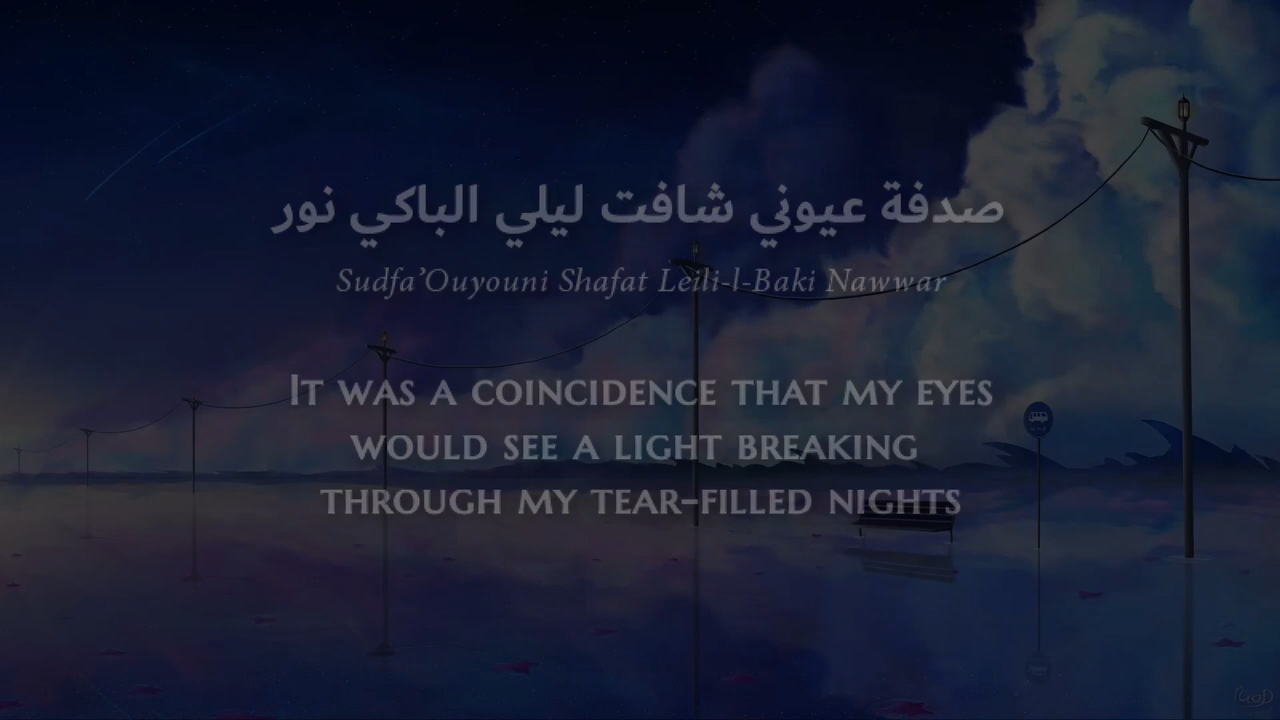 صدفة عيوني شافت ليلي الباكي نور
Sudfa’Ouyouni Shafat Leili-l-Baki Nawwar
It was a coincidence that my eyes
would see a light breaking
through my tear-filled nights